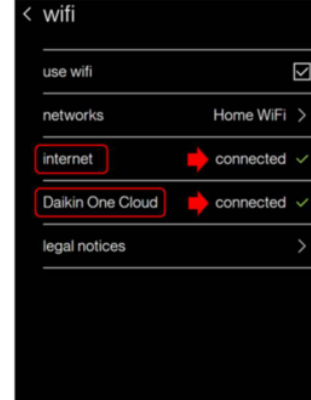 wifi
use wifi
networks Home WiFi
internet connected
Daikin One Cloud connected
legal notices